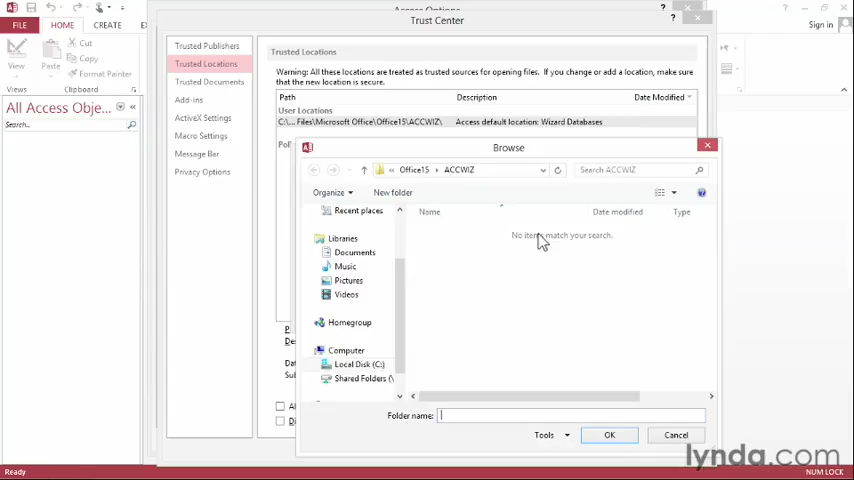 Access Options
?
Trust Center
?
Sign in
FILE
HOME
CREATE
View
Paste
Cut
Copy
Format Painter
Views
Clipboard
All Access Obje...
Search...
Trusted Publishers
Trusted Locations
Trusted Documents
Add-ins
ActiveX Settings
Macro Settings
Message Bar
Privacy Options
Trusted Locations
Warning: All these locations are treated as trusted sources for opening files. If you change or add a location, make sure
that the new location is secure.
Path Description Date Modified
User Locations
C:\... Files\Microsoft Office\Office15\ACCWIZ\ Access default location: Wizard Databases
Browse
Office15 ACCWIZ
Search ACCWIZ
Organize
New folder
Recent places
Libraries
Documents
Music
Pictures
Videos
Homegroup
Computer
Local Disk (C:)
Shared Folders (\
Name Date modified Type
No items match your search.
Folder name:
Tools
OK
Cancel
lynda.com
Ready
NUM LOCK